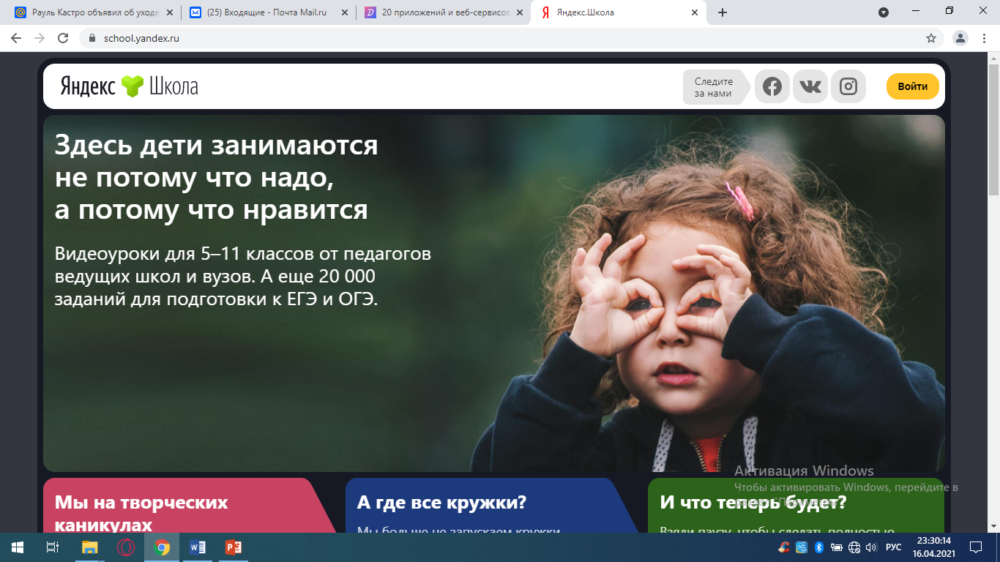 Рауль Кастро объявил об уходе
(25) Входящие - Почта Mail.ru
20 приложений и веб-сервисов
Яндекс.Школа
school.yandex.ru
Яндекс Школа
Следите
за нами
Войти
Здесь дети занимаются
не потому что надо,
а потому что нравится
Видеоуроки для 5–11 классов от педагогов
ведущих школ и вузов. А еще 20 000
заданий для подготовки к ЕГЭ и ОГЭ.
Активация Windows
Чтобы активировать Windows, перейдите в
раздел "Параметры".
Мы на творческих
каникулах
А где все кружки?
Мы больше не запускаем кружки
И что теперь будет?
Взяли паузу, чтобы сделать полностью
РУС
23:30:14
16.04.2021